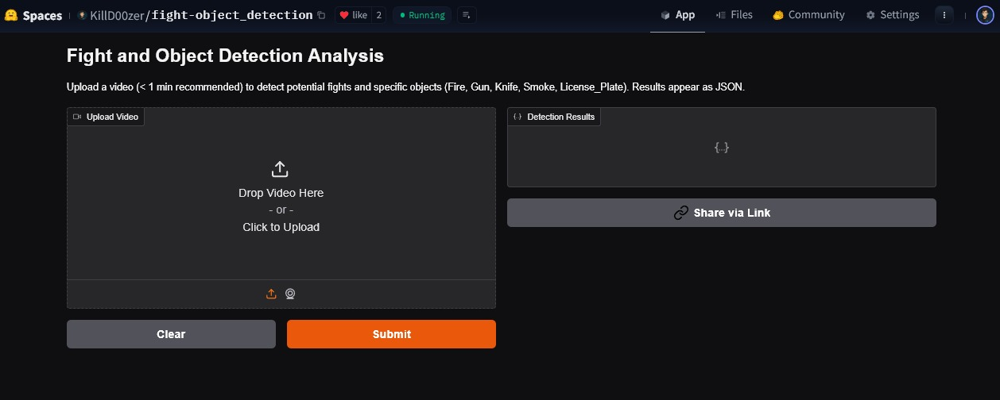 Spaces KillD00zer/fight-object_detection like 2 Running App Files Community Settings
Fight and Object Detection Analysis
Upload a video (< 1 min recommended) to detect potential fights and specific objects (Fire, Gun, Knife, Smoke, License_Plate). Results appear as JSON.
Upload Video
Drop Video Here
- or -
Click to Upload
Clear
Submit
Detection Results
Share via Link